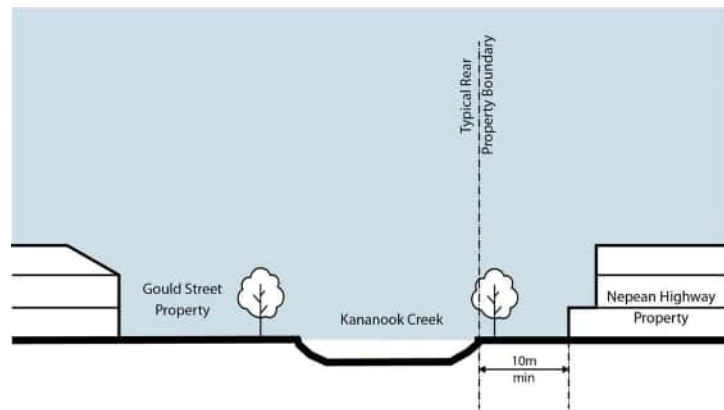 Typical Rear
Property Boundary
Gould Street
Property
Kananook Creek
Nepean Highway
Property
10m
min